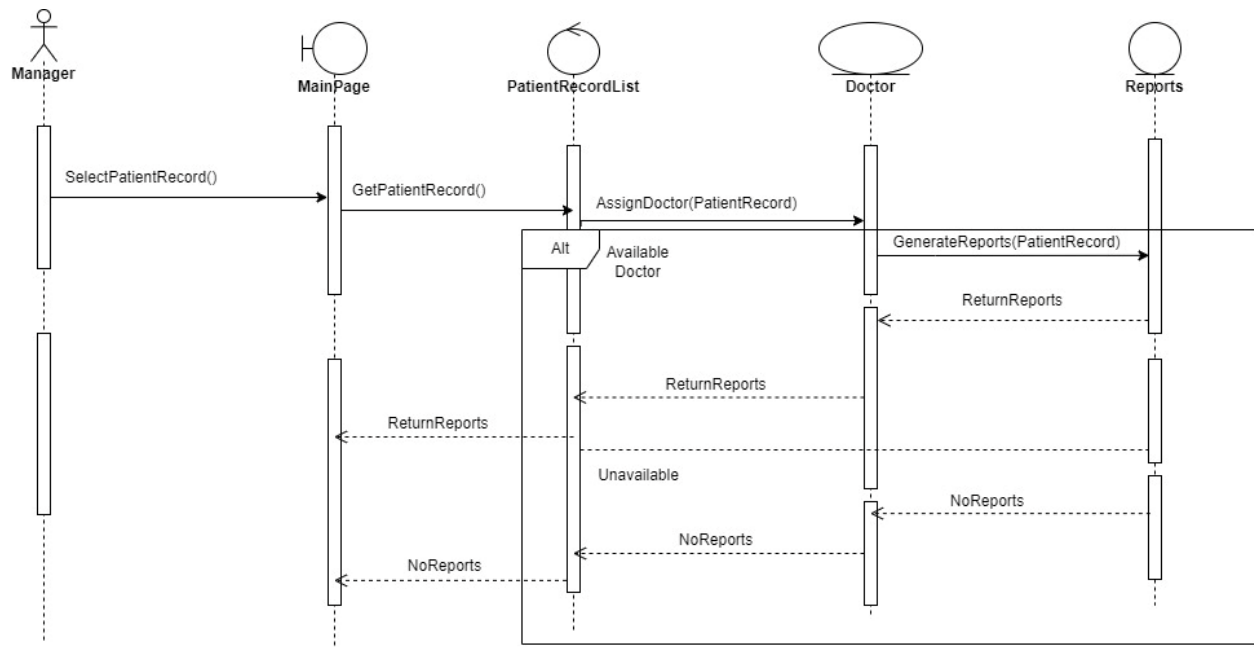 Manager
MainPage
PatientRecordList
Doctor
Reports
SelectPatientRecord()
GetPatientRecord()
AssignDoctor(PatientRecord)
GenerateReports(PatientRecord)
Alt
Available
Doctor
ReturnReports
ReturnReports
ReturnReports
Unavailable
NoReports
NoReports
NoReports